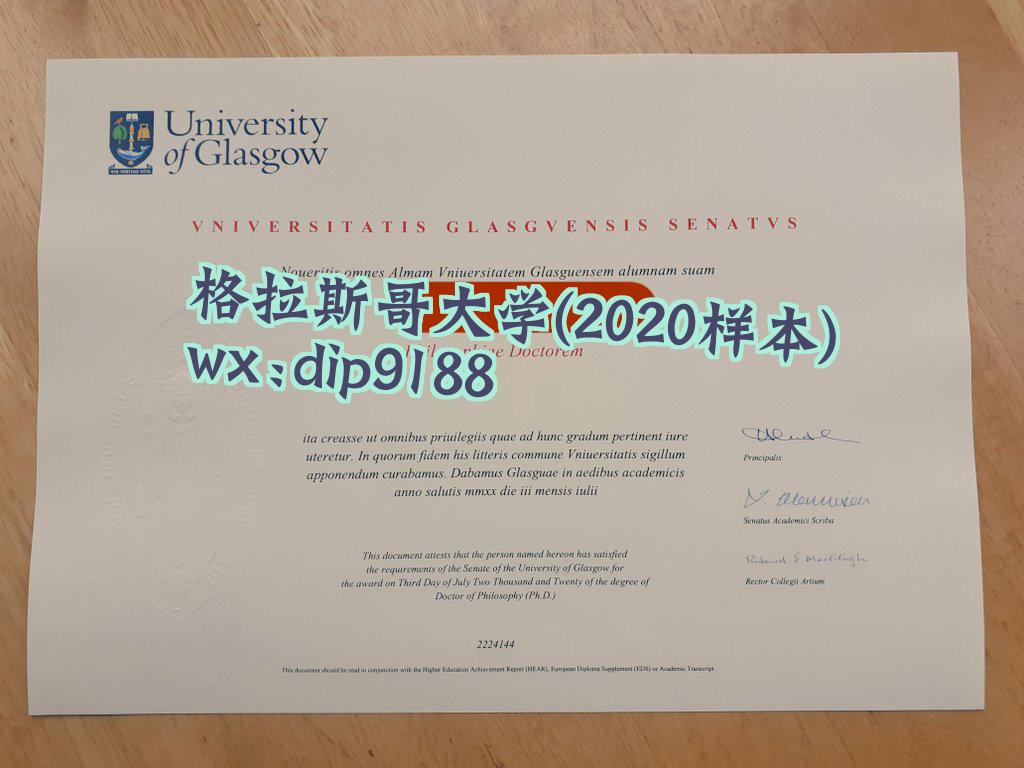 University
of Glasgow
VIA VERITAS VITA
VNIVERSITATIS GLASGVENSIS SENATVS
Noueritis omnes Almam Vniuersitatem Glasguensem alumnam suam
格拉斯哥大学(2020样本)
Doctorem
wx:dip9188
ita creasse ut omnibus priuilegiis quae ad hunc gradum pertinent iure
uteretur. In quorum fidem his litteris commune Vniuersitatis sigillum
apponendum curabamus. Dabamus Glasguae in aedibus academicis
anno salutis mmxx die iii mensis iulii
Principalis
Senatus Academici Scriba
Rector Collegii Artium
This document attests that the person named hereon has satisfied
the requirements of the Senate of the University of Glasgow for
the award on Third Day of July Two Thousand and Twenty of the degree of
Doctor of Philosophy (Ph.D.)
2224144
This document should be read in conjunction with the Higher Education Achievement Report (HEAR), European Diploma Supplement (EDS) or Academic Transcript